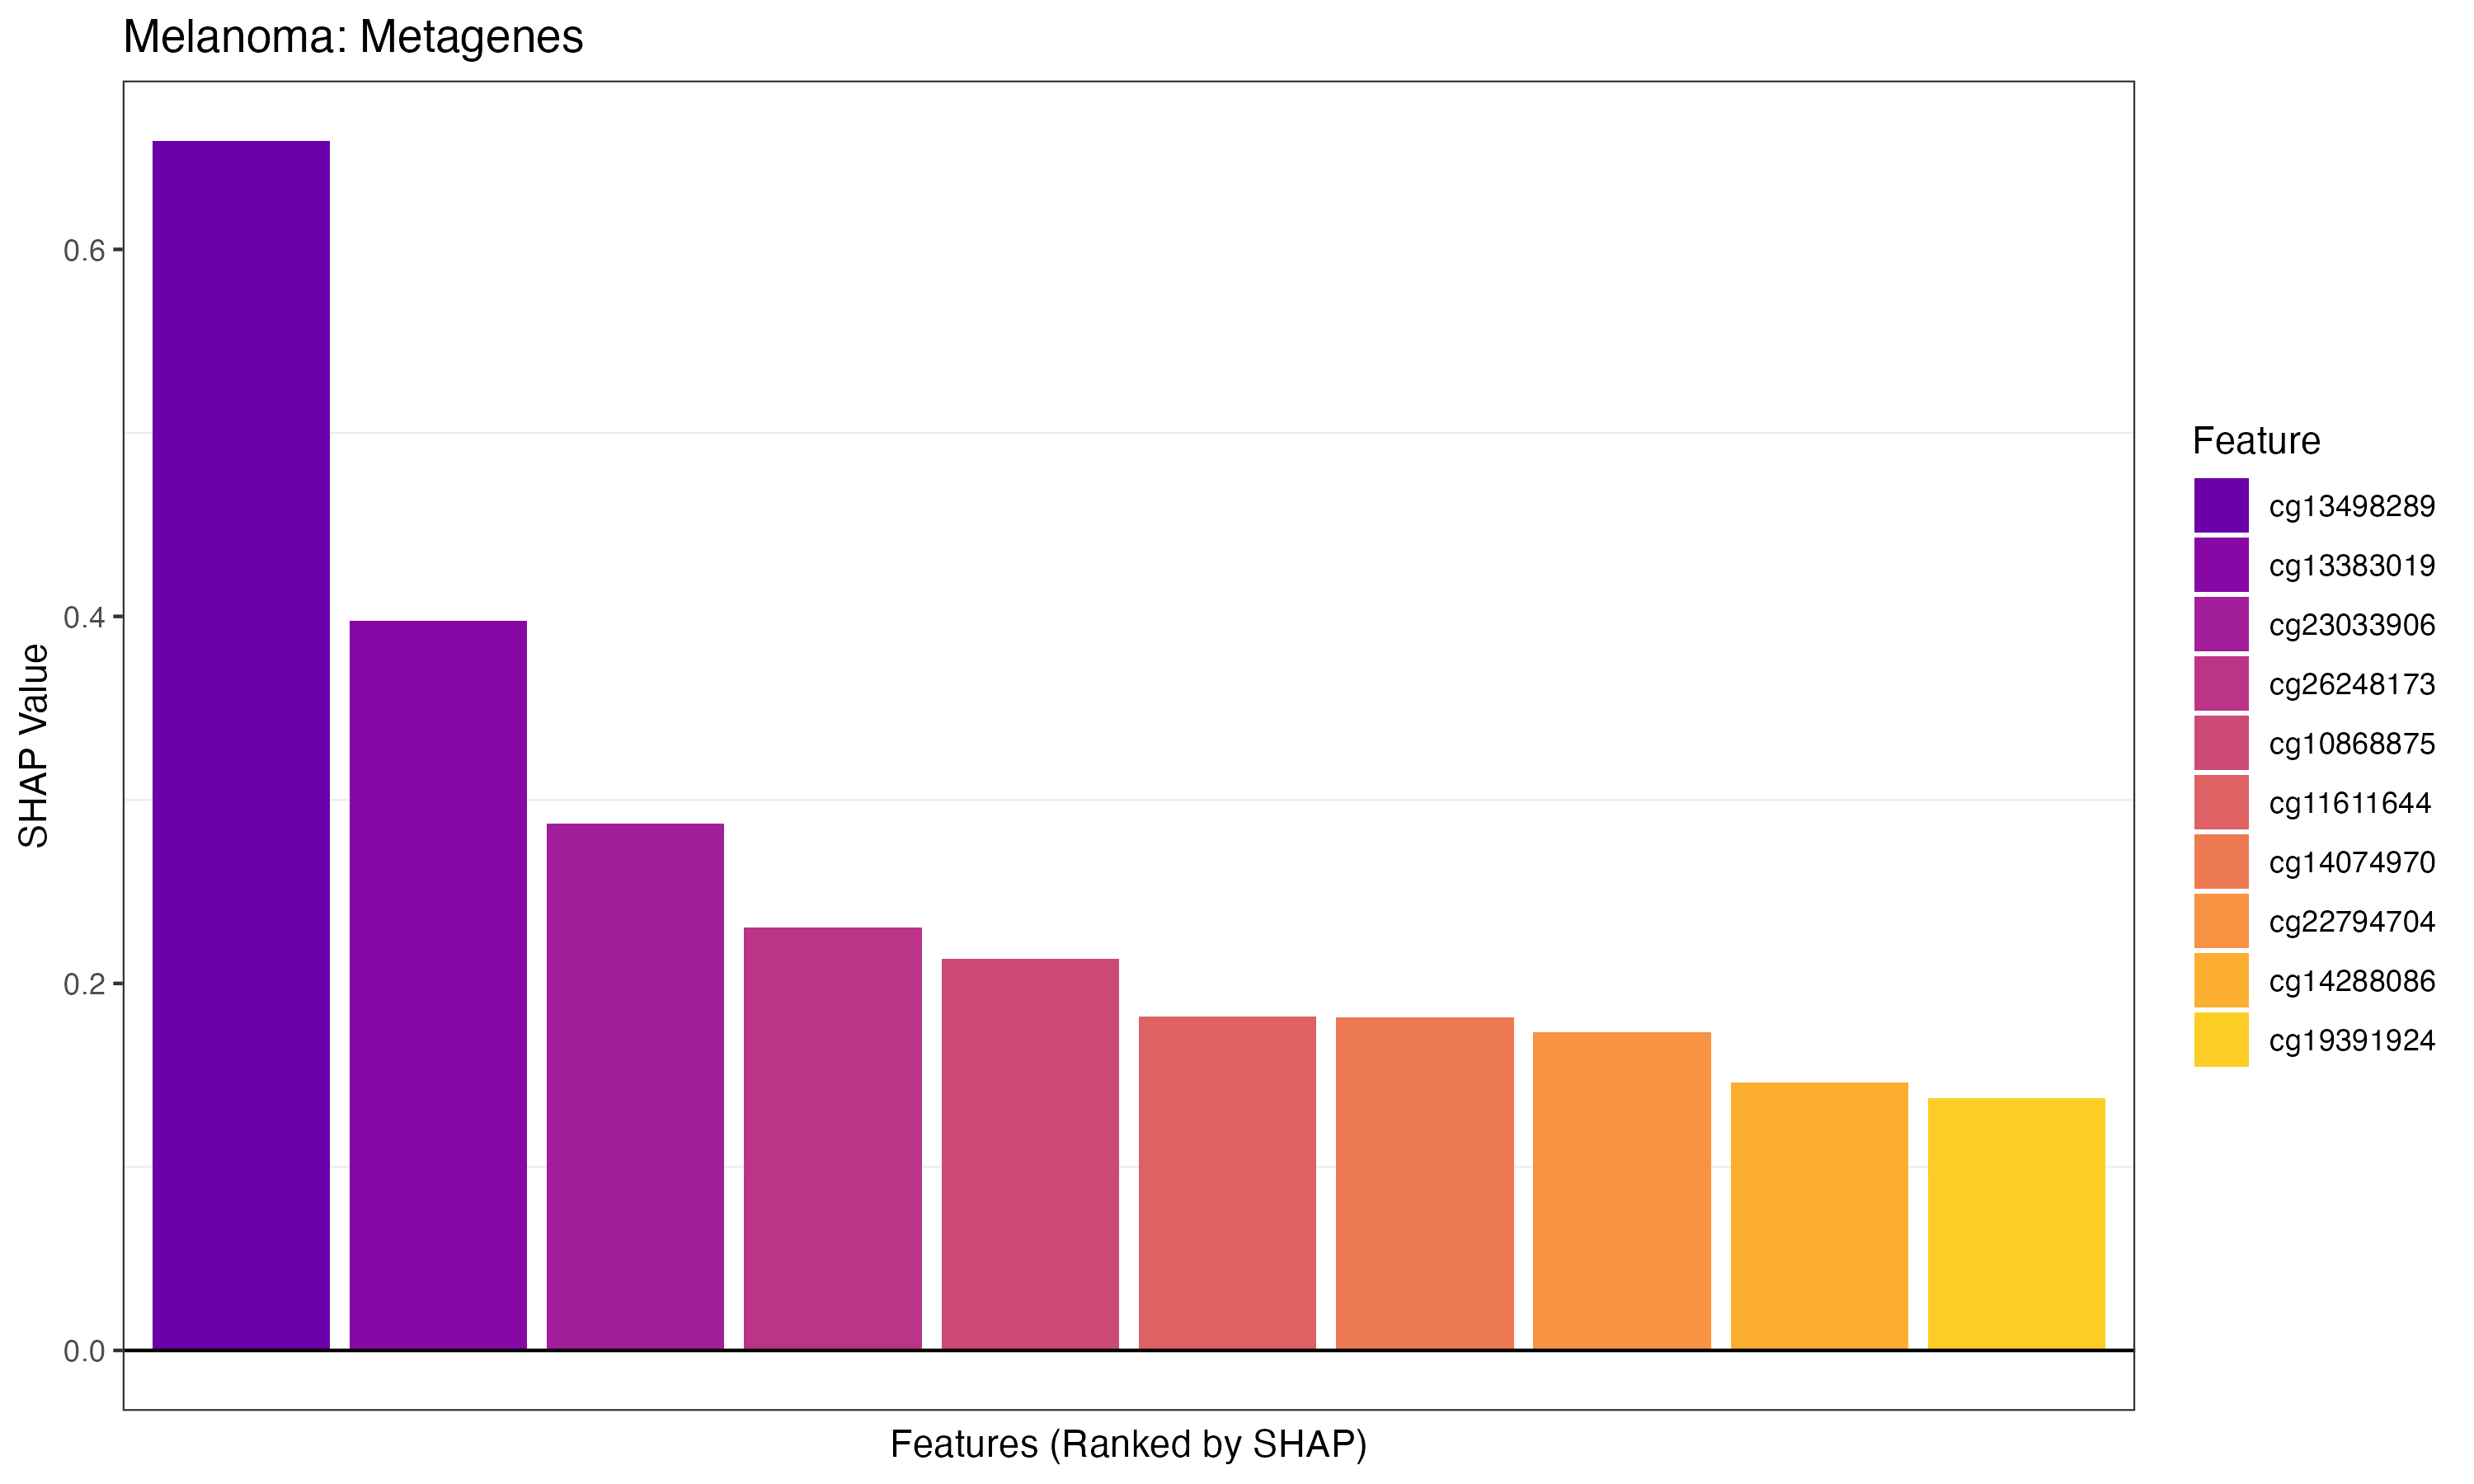 Melanoma: Metagenes
SHAP Value
0.6
0.4
0.2
0.0
Features (Ranked by SHAP)
Feature
cg13498289
cg13383019
cg23033906
cg26248173
cg10868875
cg11611644
cg14074970
cg22794704
cg14288086
cg19391924